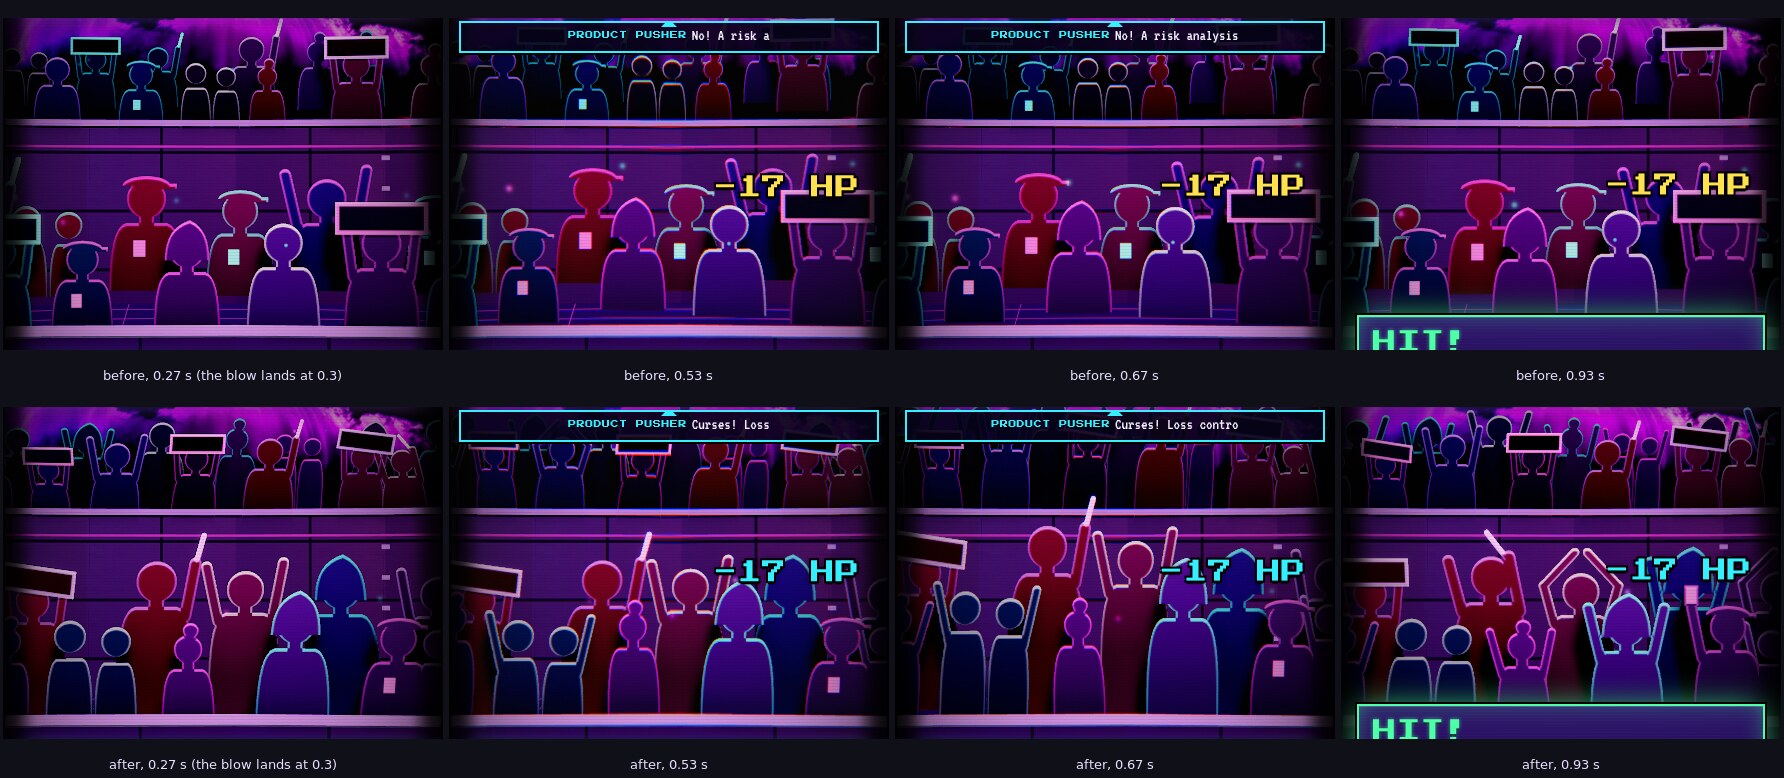 PRODUCT PUSHER No! A risk a
PRODUCT PUSHER No! A risk analysis
-17 HP
-17 HP
-17 HP
HIT!
before, 0.27 s (the blow lands at 0.3)
before, 0.53 s
before, 0.67 s
before, 0.93 s
PRODUCT PUSHER Curses! Loss
PRODUCT PUSHER Curses! Loss contro
-17 HP
-17 HP
-17 HP
HIT!
after, 0.27 s (the blow lands at 0.3)
after, 0.53 s
after, 0.67 s
after, 0.93 s